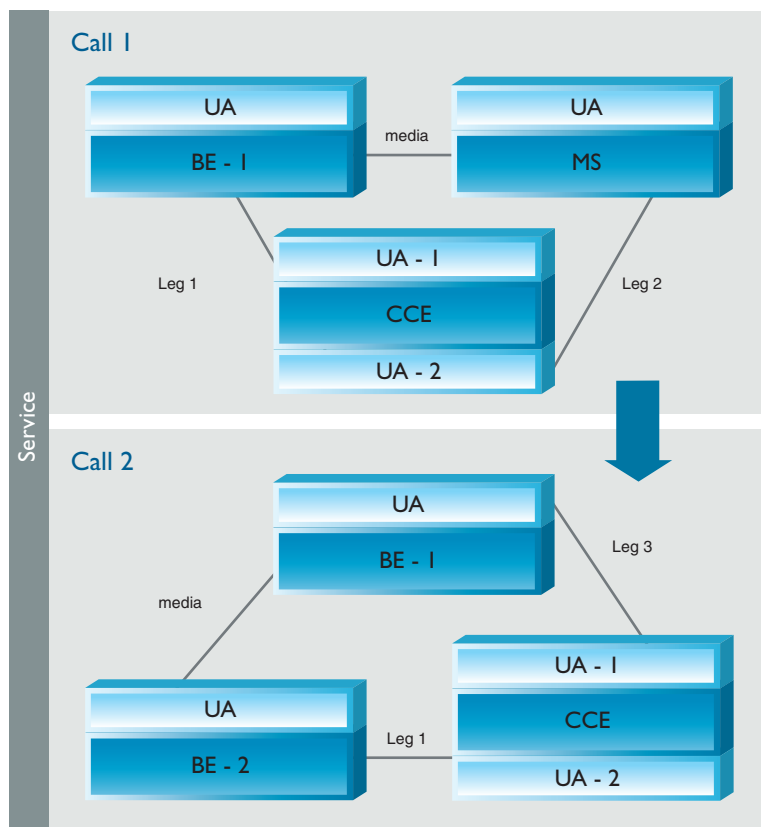 Service
Call 1
UA
BE - 1
media
UA
MS
Leg 1
UA - 1
CCE
UA - 2
Leg 2
Call 2
UA
BE - 1
Leg 3
media
UA
BE - 2
Leg 1
UA - 1
CCE
UA - 2